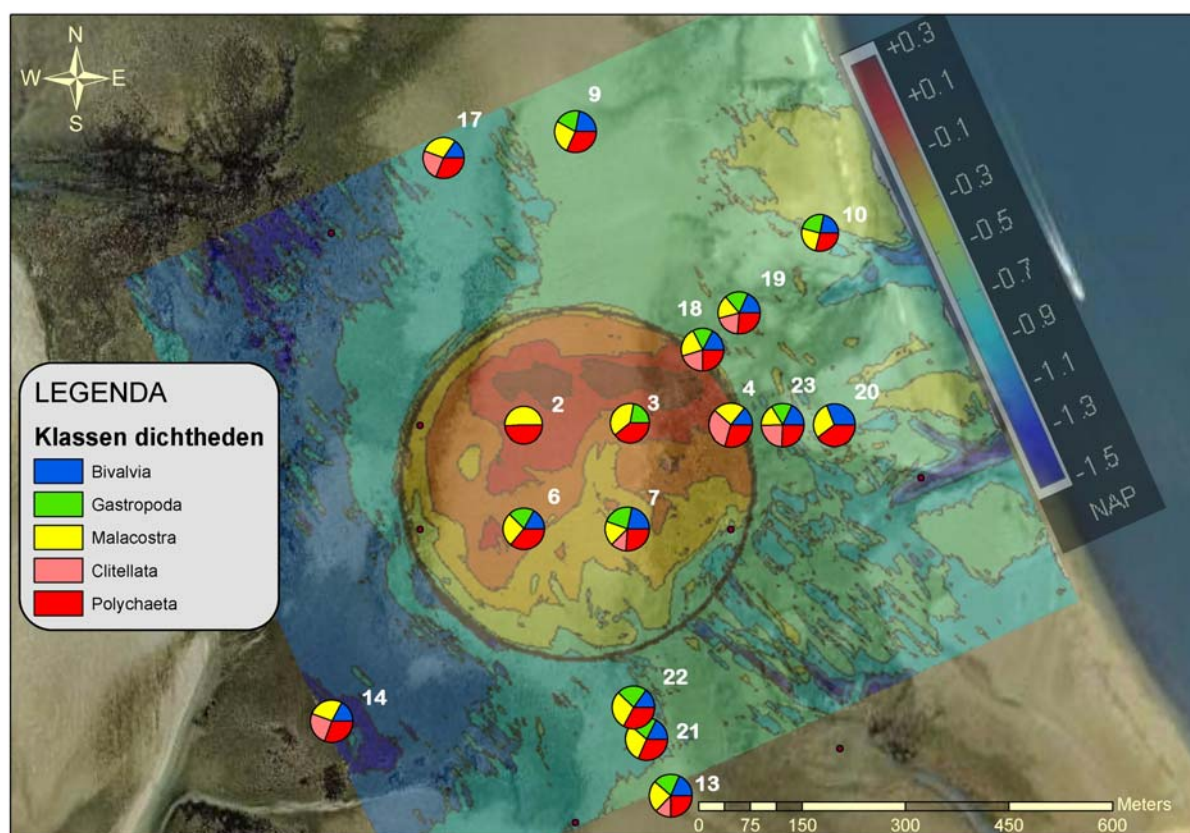 N
W E
S
9
17
+0.3
+0.1
-0.1
-0.3
-0.5
-0.7
-0.9
-1.1
-1.3
-1.5
NAP
10
19
18
LEGENDA
Klassen dichtheden
Bivalvia
Gastropoda
Malacostra
Clitellata
Polychaeta
2
3
4
23
20
6
7
22
14
21
13
Meters
0 75 150 300 450 600